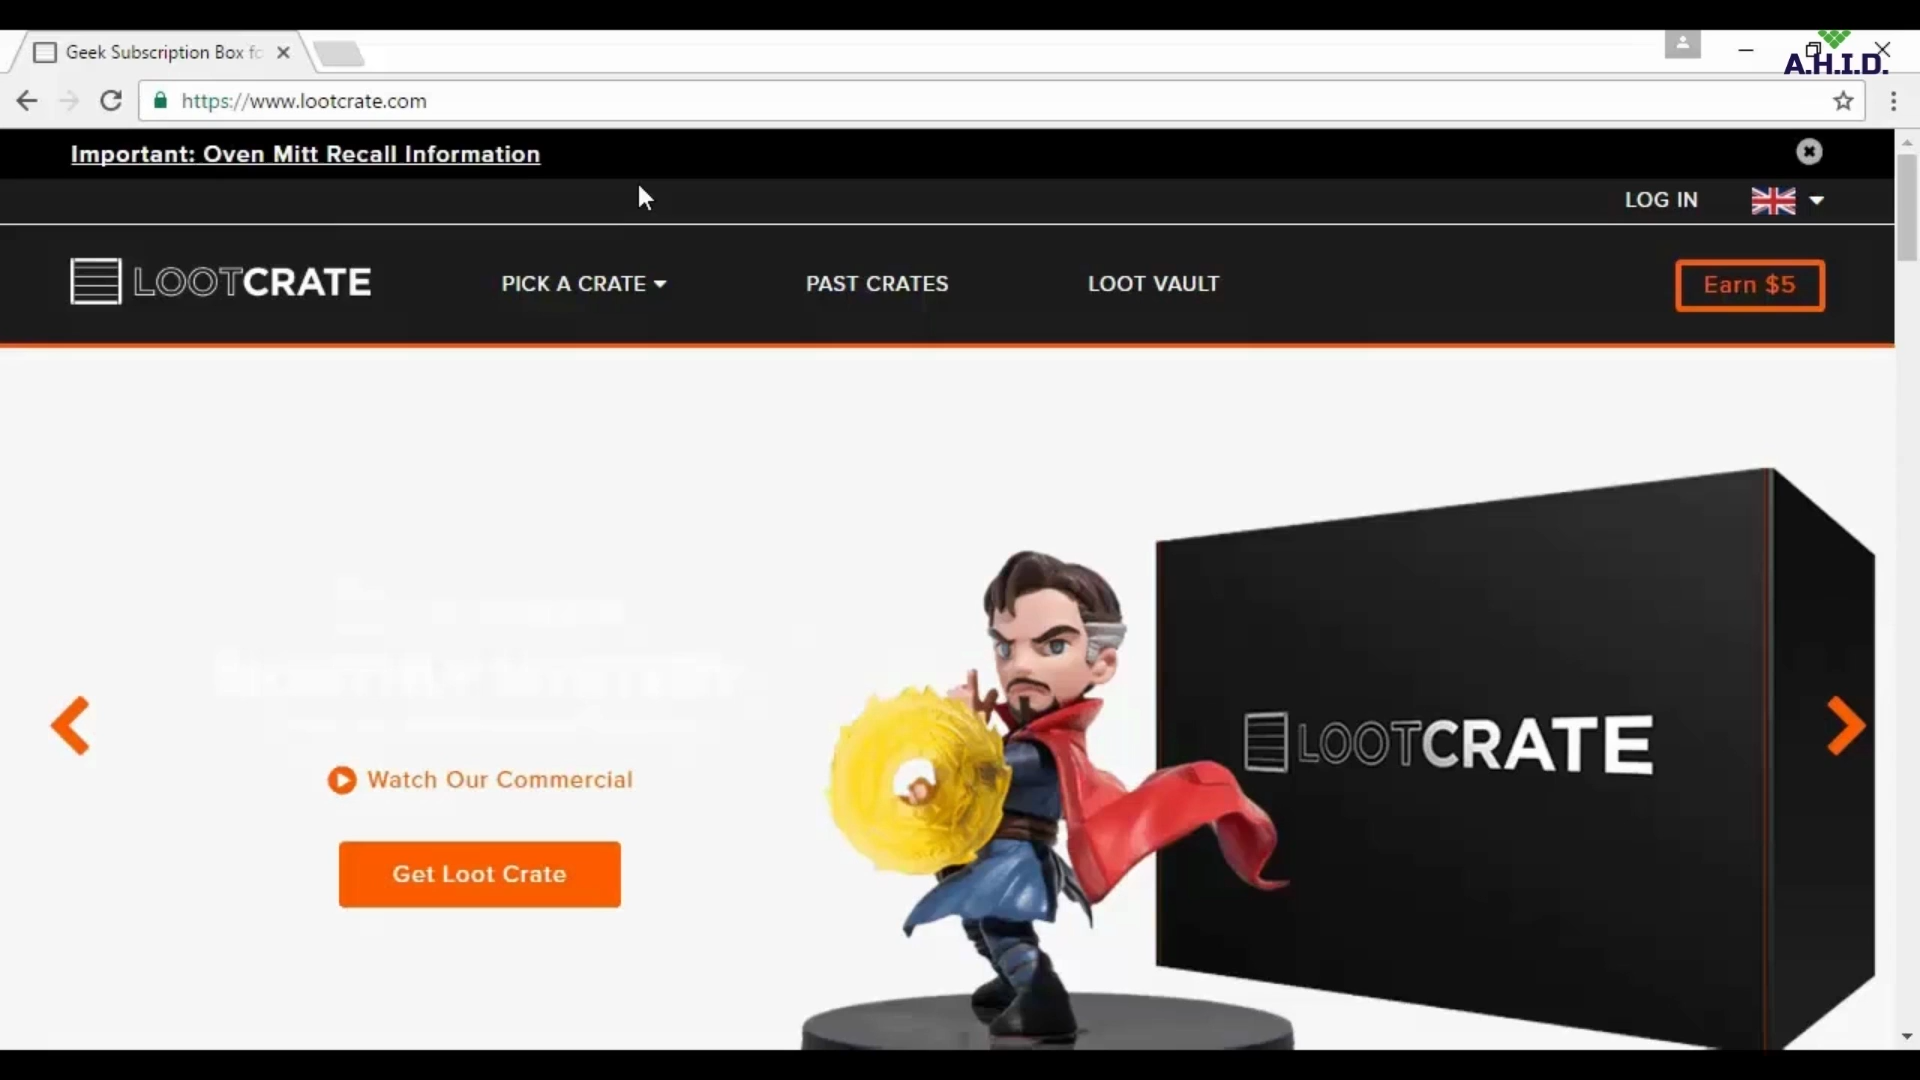 Geek Subscription Box fo
A.H.I.D.
https://www.lootcrate.com
Important: Oven Mitt Recall Information
LOG IN
LOOTCRATE
PICK A CRATE
PAST CRATES
LOOT VAULT
Earn $5
LOOTCRATE
Watch Our Commercial
Get Loot Crate